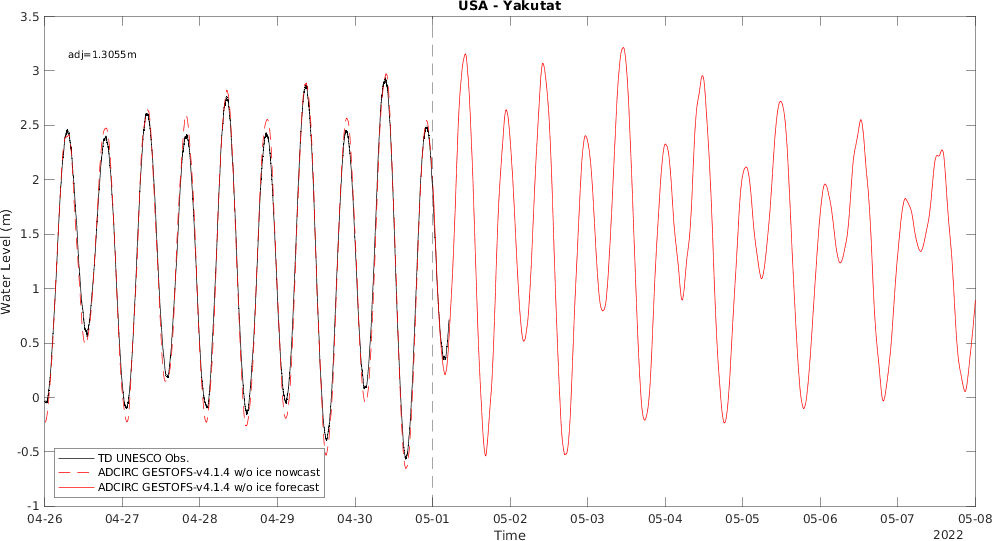 USA - Yakutat
3.5
adj=1.3055m
3
2.5
2
1.5
1
0.5
0
-0.5
-1
Water Level (m)
TD UNESCO Obs.
ADCIRC GESTOFS-v4.1.4 w/o ice nowcast
ADCIRC GESTOFS-v4.1.4 w/o ice forecast
04-26 04-27 04-28 04-29 04-30 05-01 05-02 05-03 05-04 05-05 05-06 05-07 05-08
Time
2022